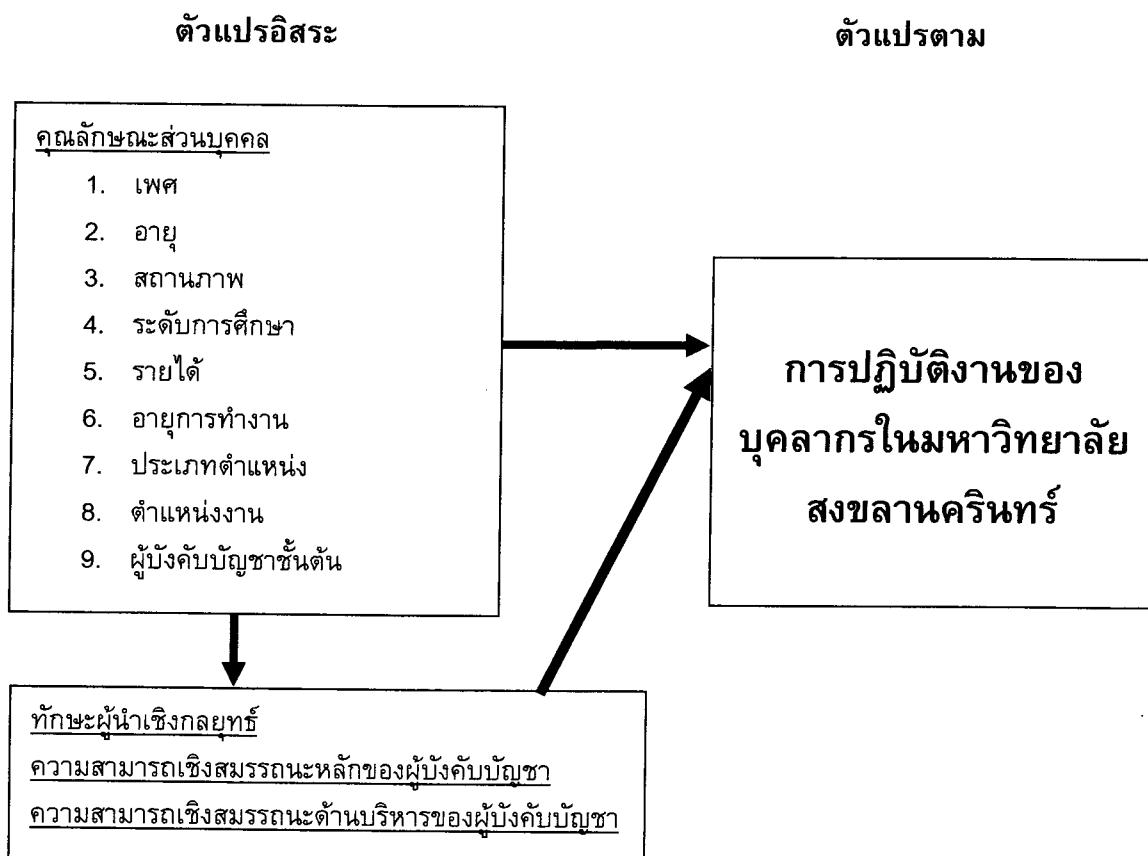 ตัวแปรอิสระ
ตัวแปรตาม
คุณลักษณะส่วนบุคคล
1. เพศ
2. อายุ
3. สถานภาพ
4. ระดับการศึกษา
5. รายได้
6. อายุการทำงาน
7. ประเภทตำแหน่ง
8. ตำแหน่งงาน
9. ผู้บังคับบัญชาชั้นต้น
การปฏิบัติงานของ
บุคลากรในมหาวิทยาลัย
สงขลานครินทร์
ทักษะผู้นำเชิงกลยุทธ์
ความสามารถเชิงสมรรถนะหลักของผู้บังคับบัญชา
ความสามารถเชิงสมรรถนะด้านบริหารของผู้บังคับบัญชา